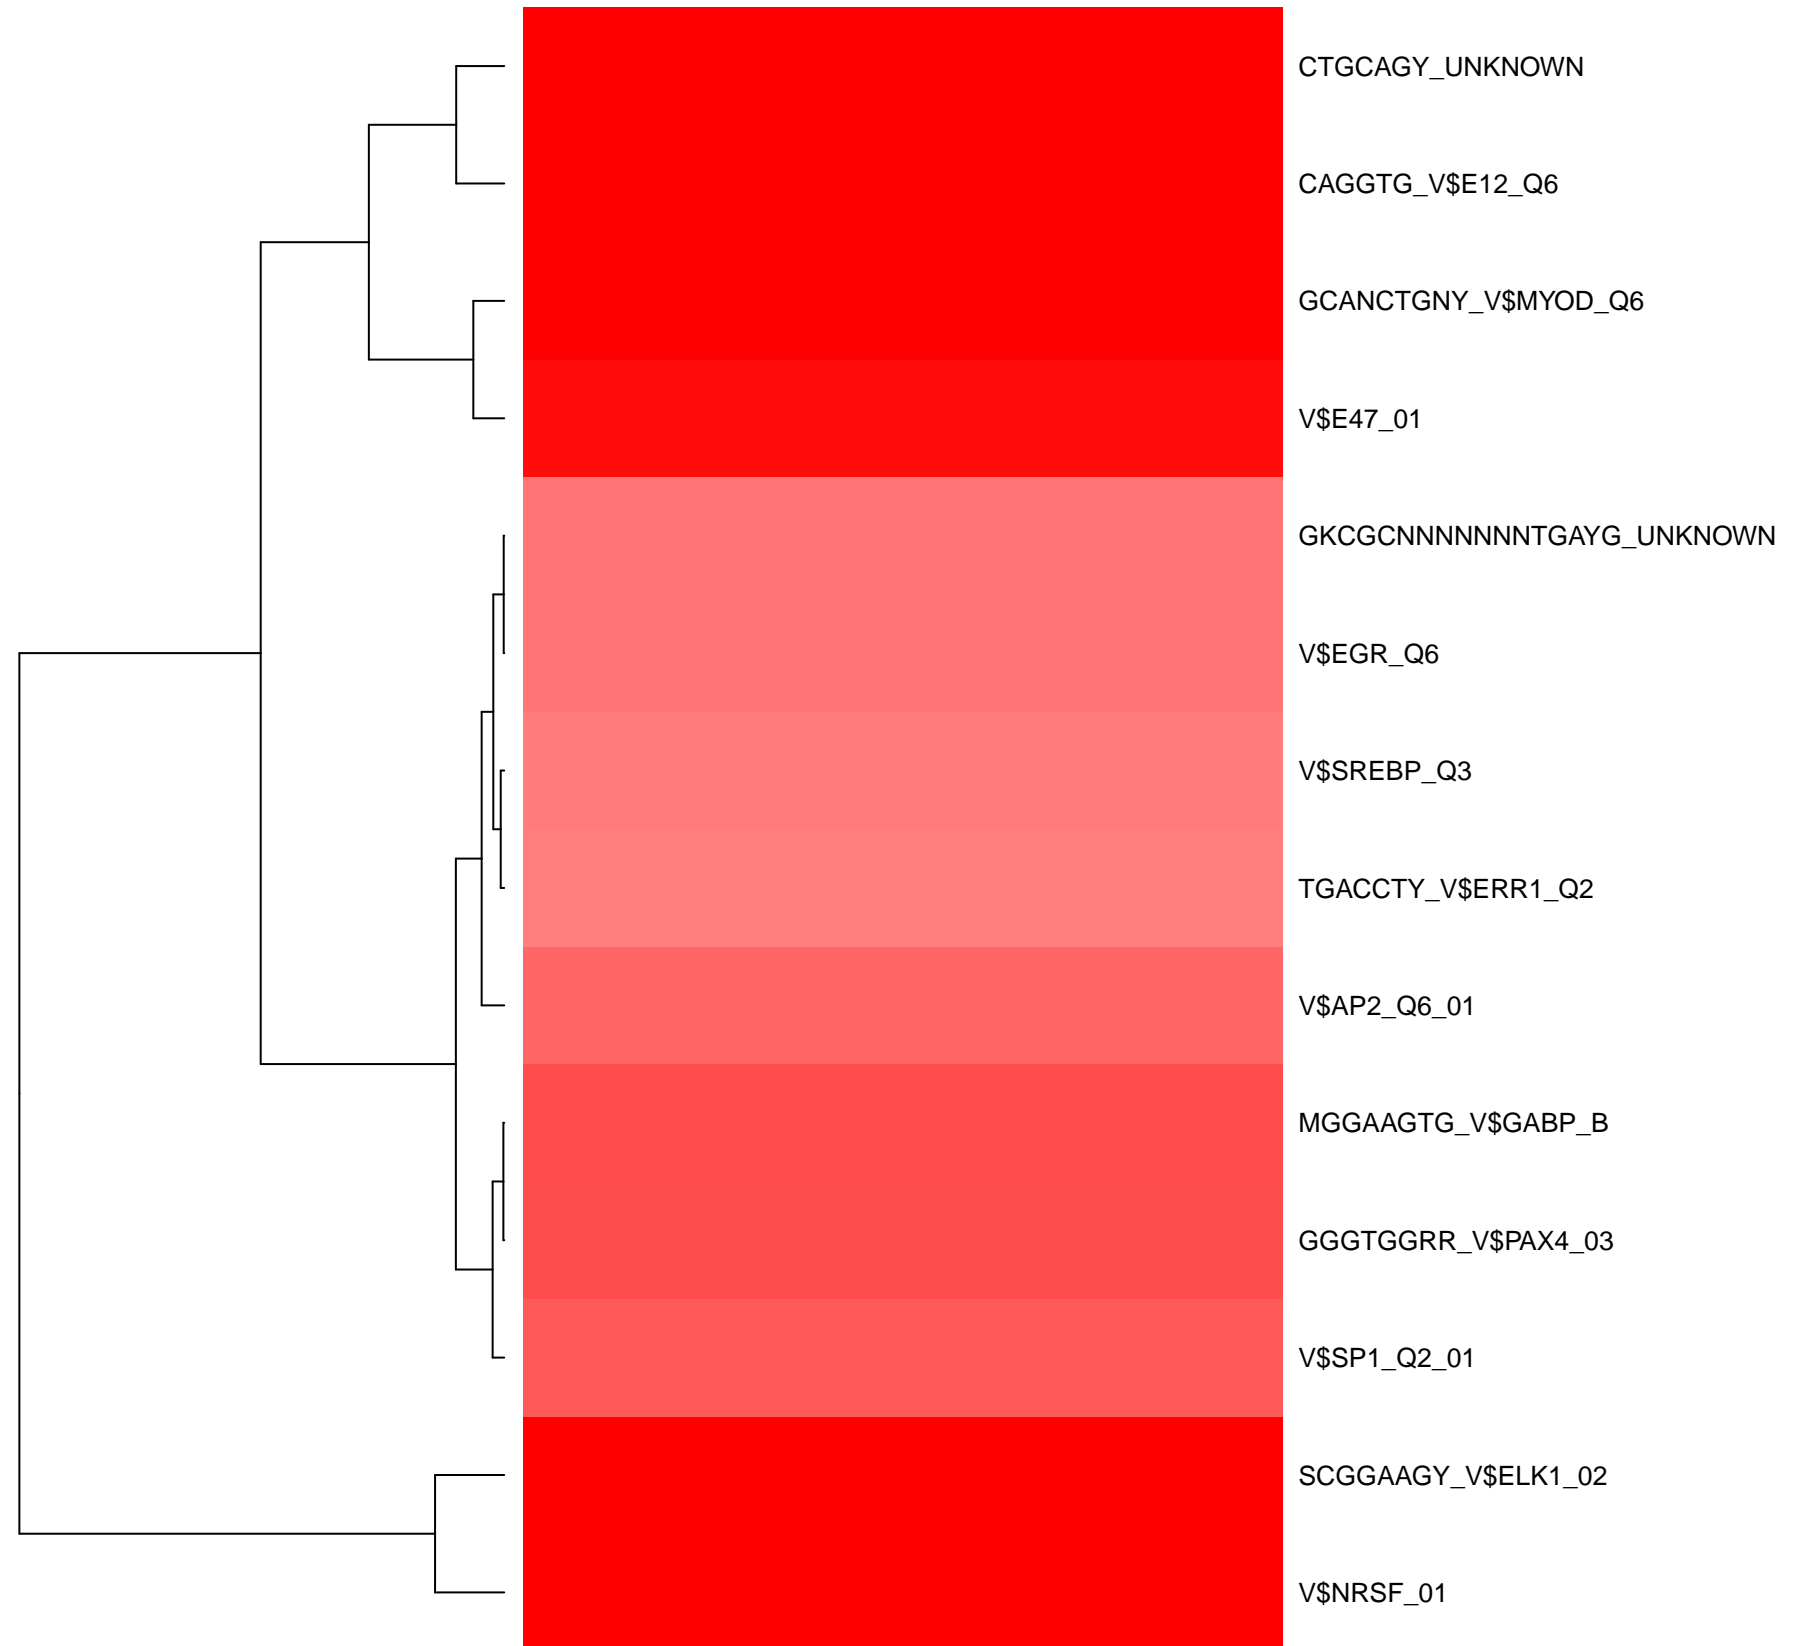 CTGCAGY_UNKNOWN
CAGGTG_V$E12_Q6
GCANCTGNY_V$MYOD_Q6
V$E47_01
GKCGCNNNNNNNTGAYG_UNKNOWN
V$EGR_Q6
V$SREBP_Q3
TGACCTY_V$ERR1_Q2
V$AP2_Q6_01
MGGAAGTG_V$GABP_B
GGGTGGRR_V$PAX4_03
V$SP1_Q2_01
SCGGAAGY_V$ELK1_02
V$NRSF_01